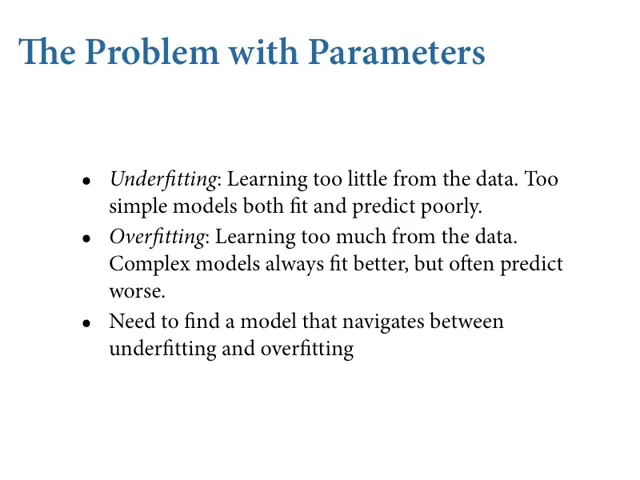 The Problem with Parameters
• Underfitting: Learning too little from the data. Too
simple models both fit and predict poorly.
• Overfitting: Learning too much from the data.
Complex models always fit better, but often predict
worse.
• Need to find a model that navigates between
underfitting and overfitting